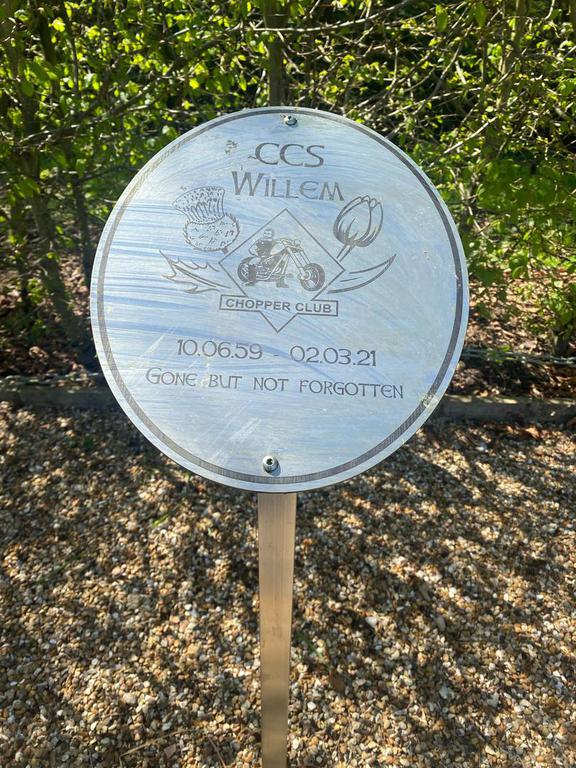 CCS
WILLEM
CHOPPER CLUB
10.06.59 - 02.03.21
GONE BUT NOT FORGOTTEN